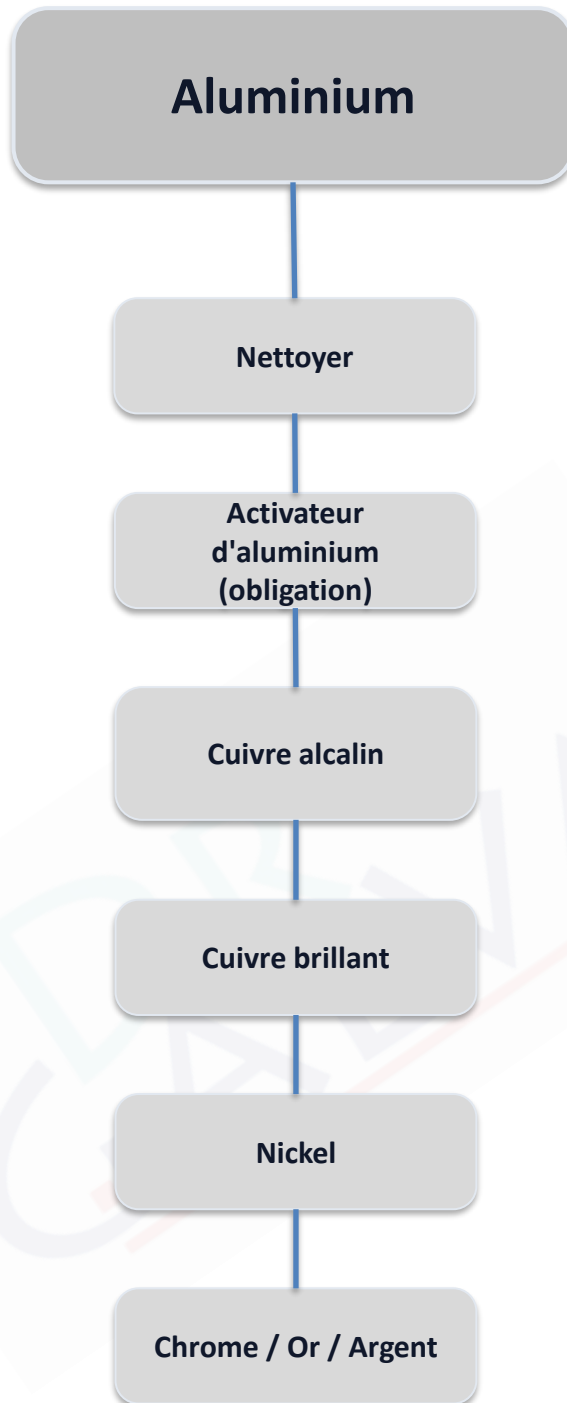 Aluminium
Nettoyer
Activateur
d'aluminium
(obligation)
Cuivre alcalin
Cuivre brillant
Nickel
Chrome / Or / Argent